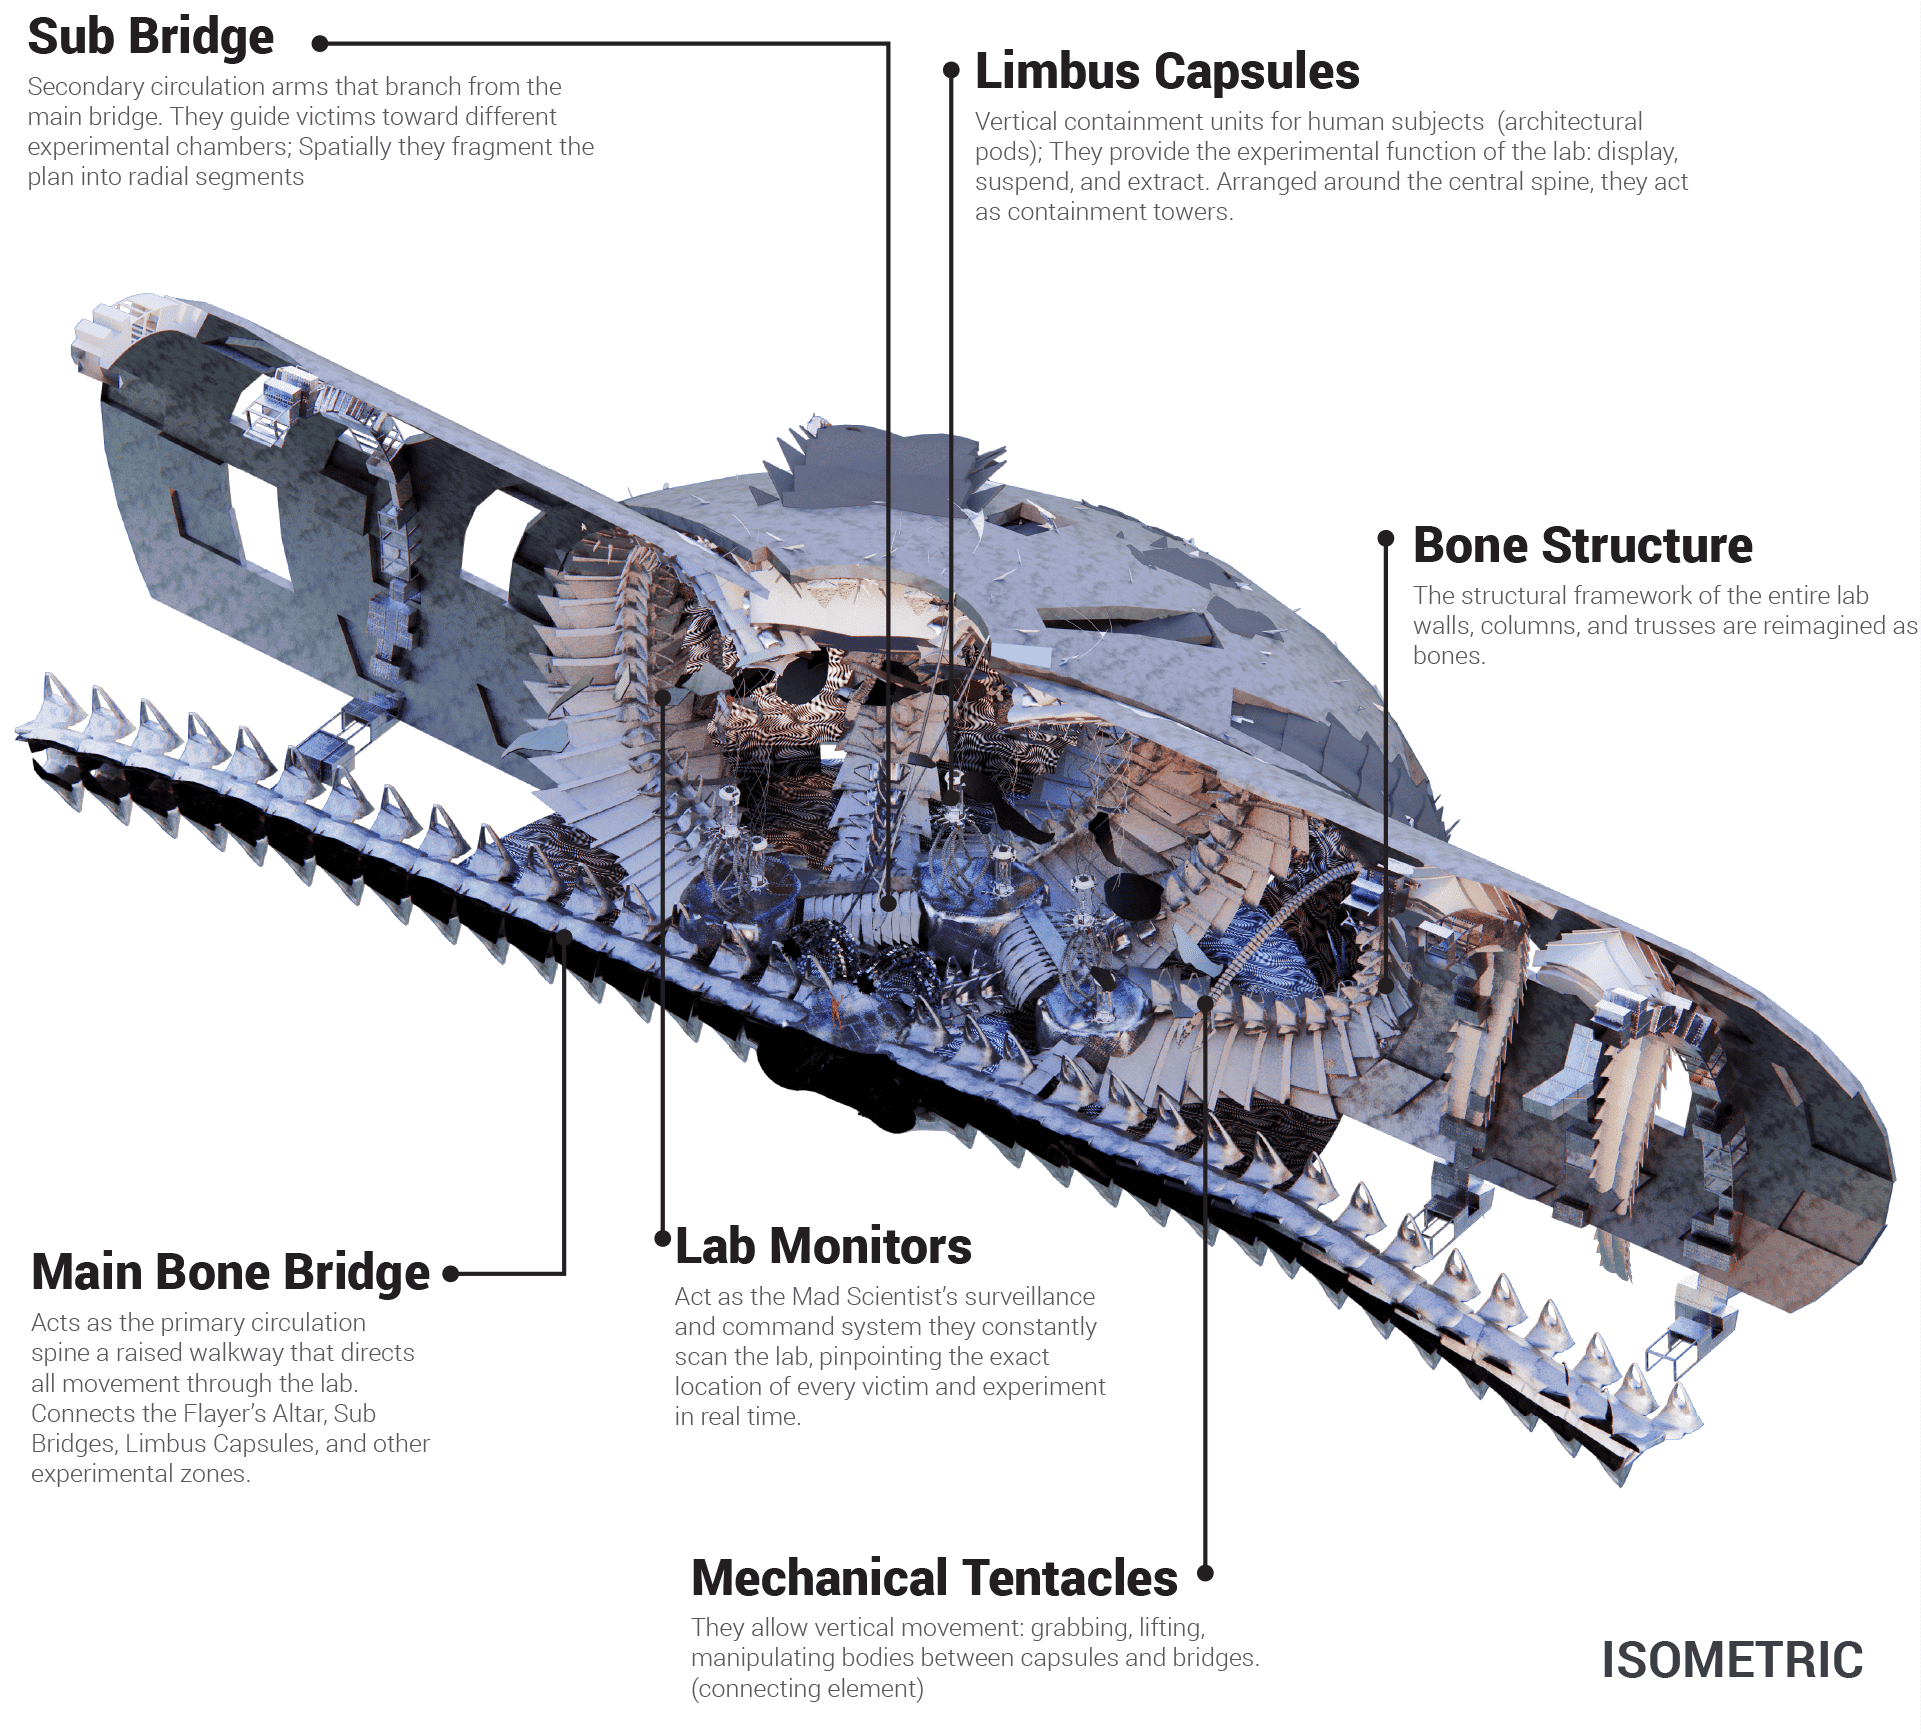 Sub Bridge
Secondary circulation arms that branch from the
main bridge. They guide victims toward different
experimental chambers; Spatially they fragment the
plan into radial segments
Limbus Capsules
Vertical containment units for human subjects  (architectural
pods); They provide the experimental function of the lab: display,
suspend, and extract. Arranged around the central spine, they act
as containment towers.
Bone Structure
The structural framework of the entire lab
walls, columns, and trusses are reimagined as
bones.
Main Bone Bridge
Acts as the primary circulation
spine a raised walkway that directs
all movement through the lab.
Connects the Flayer’s Altar, Sub
Bridges, Limbus Capsules, and other
experimental zones.
Lab Monitors
Act as the Mad Scientist’s surveillance
and command system they constantly
scan the lab, pinpointing the exact
location of every victim and experiment
in real time.
Mechanical Tentacles
They allow vertical movement: grabbing, lifting,
manipulating bodies between capsules and bridges.
(connecting element)
ISOMETRIC